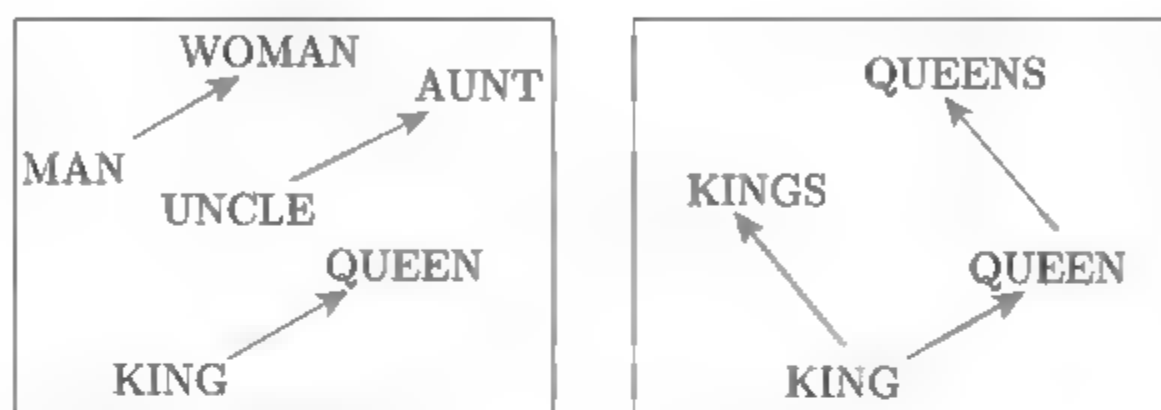 WOMAN
AUNT
MAN
UNCLE
QUEEN
KING
QUEENS
KINGS
QUEEN
KING